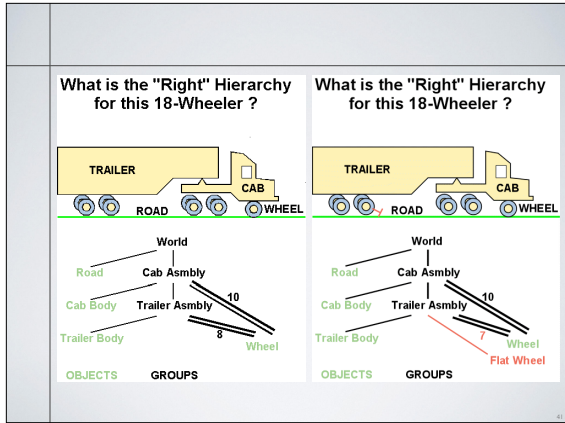 What is the "Right" Hierarchy
for this 18-Wheeler ?
TRAILER
CAB
ROAD
WHEEL
World
Road
Cab Asmbly
10
Cab Body
Trailer Asmbly
8
Trailer Body
Wheel
OBJECTS GROUPS
What is the "Right" Hierarchy
for this 18-Wheeler ?
TRAILER
CAB
ROAD
WHEEL
World
Road
Cab Asmbly
10
Cab Body
Trailer Asmbly
7
Trailer Body
Wheel
Flat Wheel
OBJECTS GROUPS